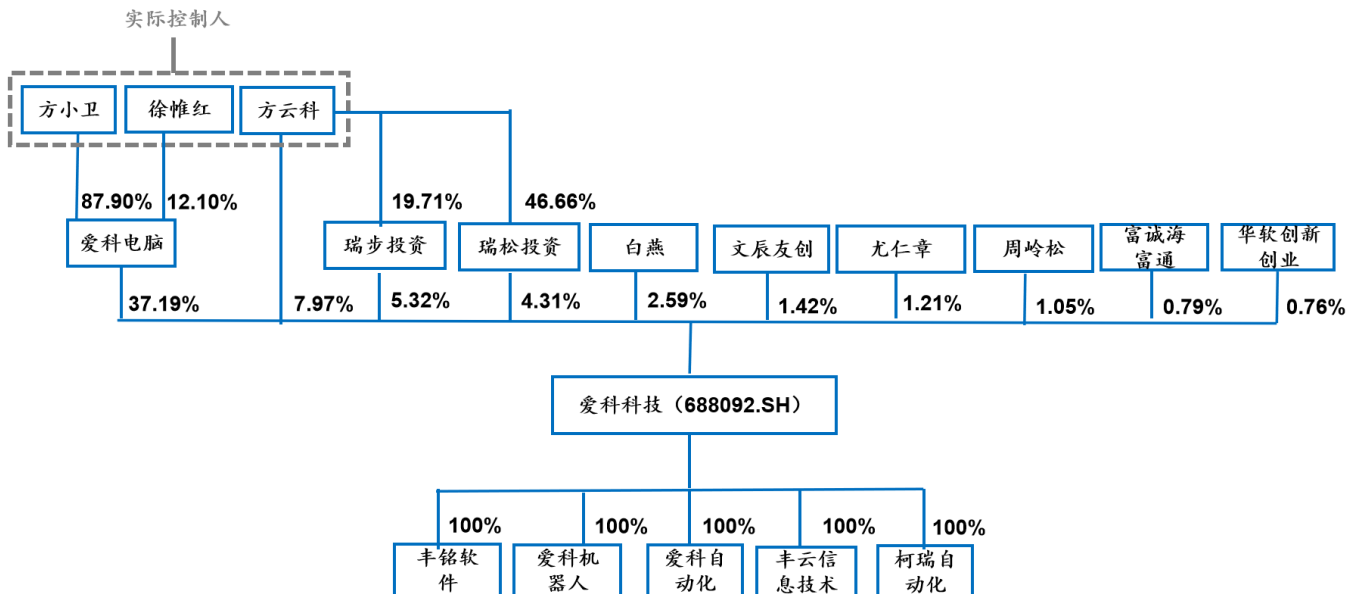 实际控制人
方小卫
徐帷红
方云科
87.90%
12.10%
19.71%
46.66%
爱科电脑
瑞步投资
瑞松投资
白燕
文辰友创
尤仁章
周岭松
富诚海
富通
华软创新
创业
37.19%
7.97%
5.32%
4.31%
2.59%
1.42%
1.21%
1.05%
0.79%
0.76%
爱科科技（688092.SH）
100%
100%
100%
100%
100%
丰铭软
件
爱科机
器人
爱科自
动化
丰云信
息技术
柯瑞自
动化